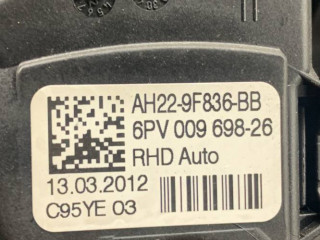 AH22-9F836-BB
6PV 009 698-26
RHD Auto
13.03.2012
C95YE 03